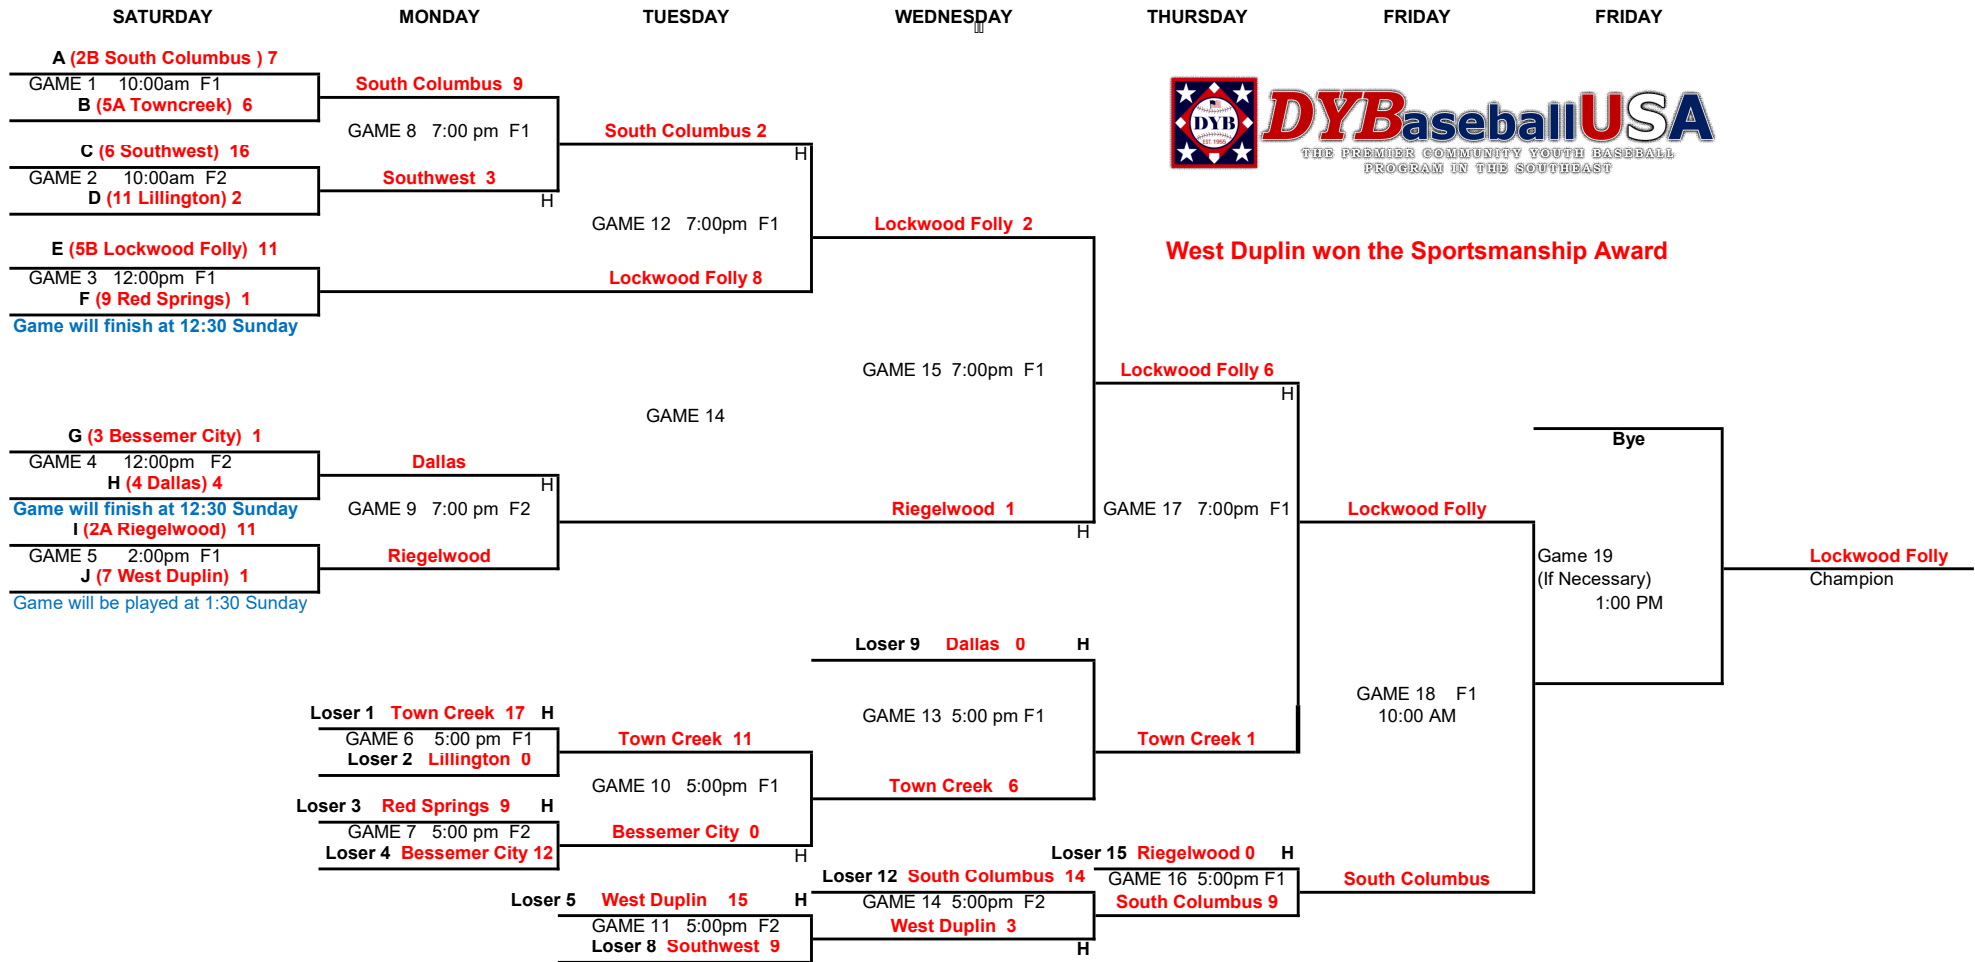 SATURDAY MONDAY TUESDAY WEDNESDAY THURSDAY FRIDAY FRIDAY
A (2B South Columbus ) 7
GAME 1 10:00am F1
B (5A Towncreek) 6
C (6 Southwest) 16
GAME 2 10:00am F2
D (11 Lillington) 2
E (5B Lockwood Folly) 11
GAME 3 12:00pm F1
F (9 Red Springs) 1
Game will finish at 12:30 Sunday
G (3 Bessemer City) 1
GAME 4 12:00pm F2
H (4 Dallas) 4
Game will finish at 12:30 Sunday
I (2A Riegelwood) 11
GAME 5 2:00pm F1
J (7 West Duplin) 1
Game will be played at 1:30 Sunday
South Columbus 9
GAME 8 7:00 pm F1
Southwest 3
H
Dallas
H
GAME 9 7:00 pm F2
Riegelwood
Loser 1 Town Creek 17 H
GAME 6 5:00 pm F1
Loser 2 Lillington 0
Loser 3 Red Springs 9 H
GAME 7 5:00 pm F2
Loser 4 Bessemer City 12
South Columbus 2
H
GAME 12 7:00pm F1
Lockwood Folly 8
GAME 14
Town Creek 11
GAME 10 5:00pm F1
Bessemer City 0
H
Loser 5 West Duplin 15 H
GAME 11 5:00pm F2
Loser 8 Southwest 9
Lockwood Folly 2
GAME 15 7:00pm F1
Riegelwood 1
H
Loser 9 Dallas 0 H
GAME 13 5:00 pm F1
Town Creek 6
Loser 12 South Columbus 14
GAME 14 5:00pm F2
West Duplin 3
H
DYB
EST. 1955
DYBaseballUSA
THE PREMIER COMMUNITY YOUTH BASEBALL
PROGRAM IN THE SOUTHEAST
West Duplin won the Sportsmanship Award
Lockwood Folly 6
H
GAME 17 7:00pm F1
Town Creek 1
Loser 15 Riegelwood 0 H
GAME 16 5:00pm F1
South Columbus 9
Lockwood Folly
GAME 18 F1
10:00 AM
South Columbus
Bye
Game 19
(If Necessary)
1:00 PM
Lockwood Folly
Champion